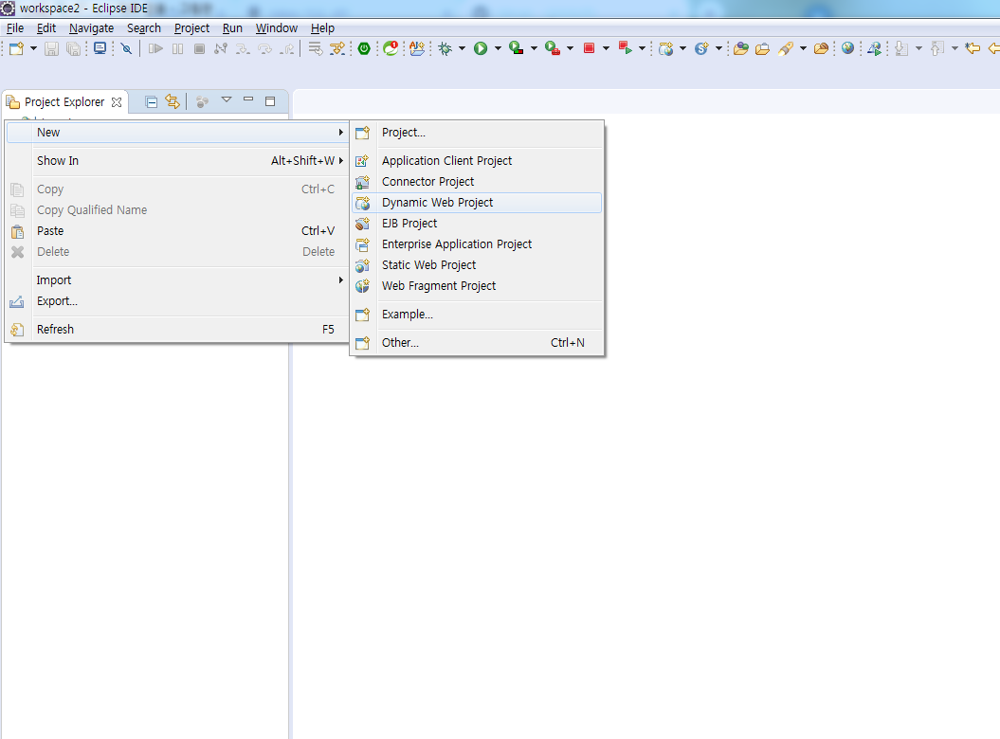 workspace2 - Eclipse IDE
File Edit Navigate Search Project Run Window Help
Project Explorer
New
Show In Alt+Shift+W
Copy Ctrl+C
Copy Qualified Name
Paste Ctrl+V
Delete Delete
Import
Export...
Refresh F5
Project...
Application Client Project
Connector Project
Dynamic Web Project
EJB Project
Enterprise Application Project
Static Web Project
Web Fragment Project
Example...
Other... Ctrl+N